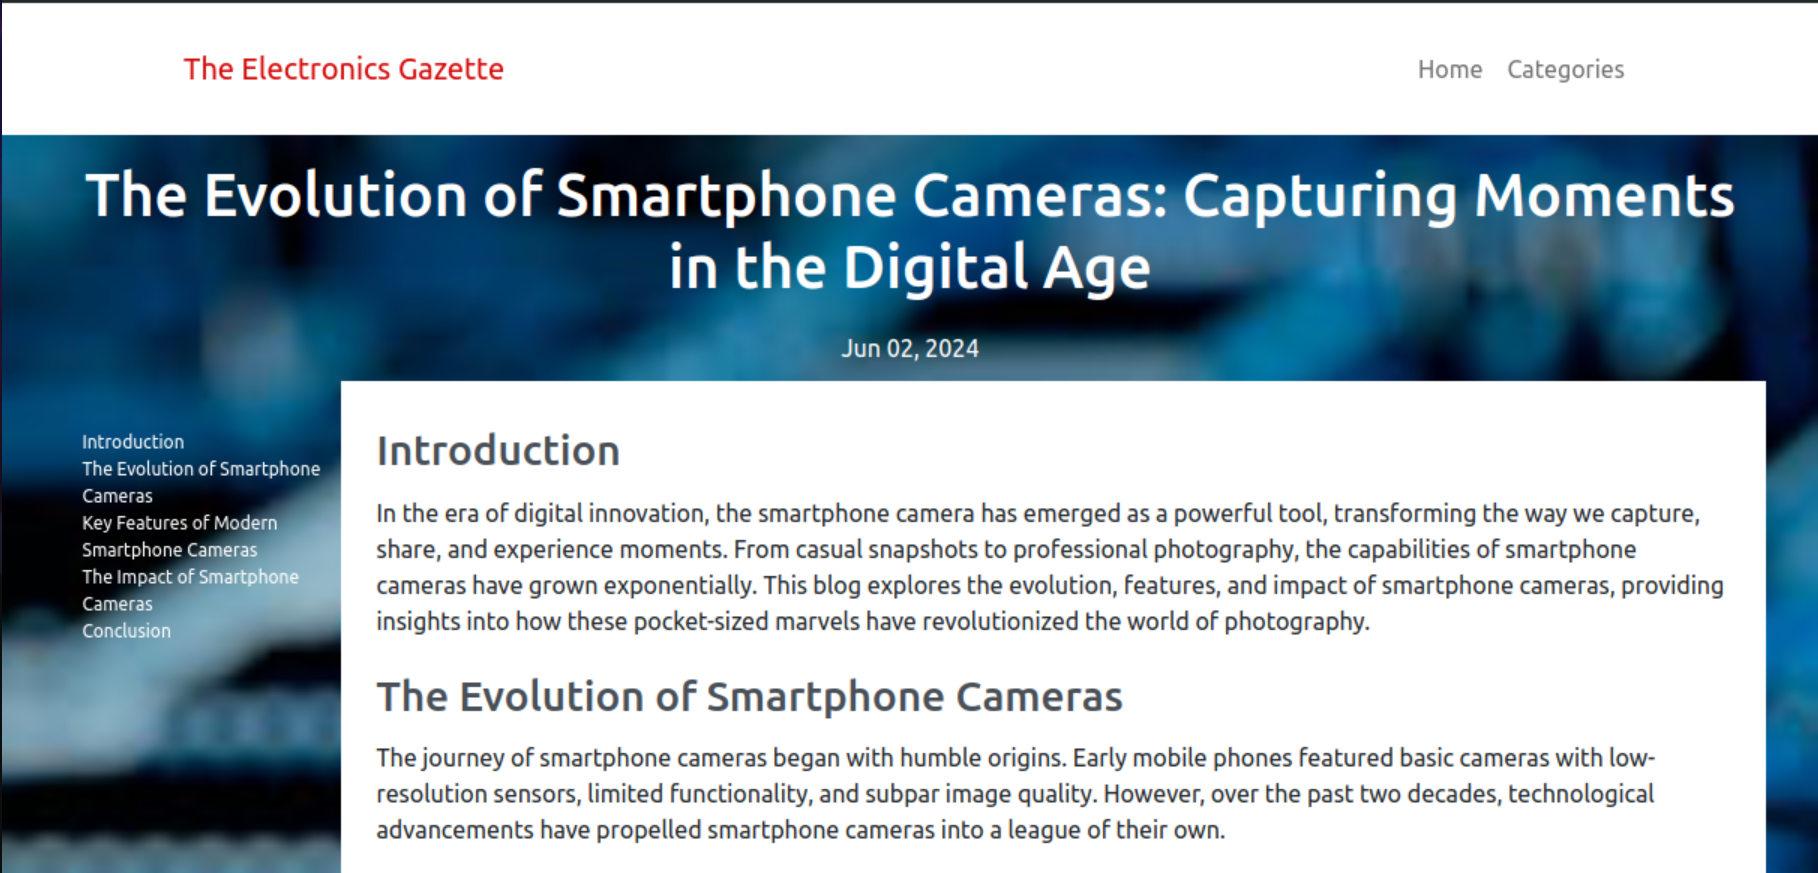 The Electronics Gazette
Home Categories
The Evolution of Smartphone Cameras: Capturing Moments
in the Digital Age
Jun 02, 2024
Introduction
The Evolution of Smartphone
Cameras
Key Features of Modern
Smartphone Cameras
The Impact of Smartphone
Cameras
Conclusion
Introduction
In the era of digital innovation, the smartphone camera has emerged as a powerful tool, transforming the way we capture,
share, and experience moments. From casual snapshots to professional photography, the capabilities of smartphone
cameras have grown exponentially. This blog explores the evolution, features, and impact of smartphone cameras, providing
insights into how these pocket-sized marvels have revolutionized the world of photography.
The Evolution of Smartphone Cameras
The journey of smartphone cameras began with humble origins. Early mobile phones featured basic cameras with low-
resolution sensors, limited functionality, and subpar image quality. However, over the past two decades, technological
advancements have propelled smartphone cameras into a league of their own.